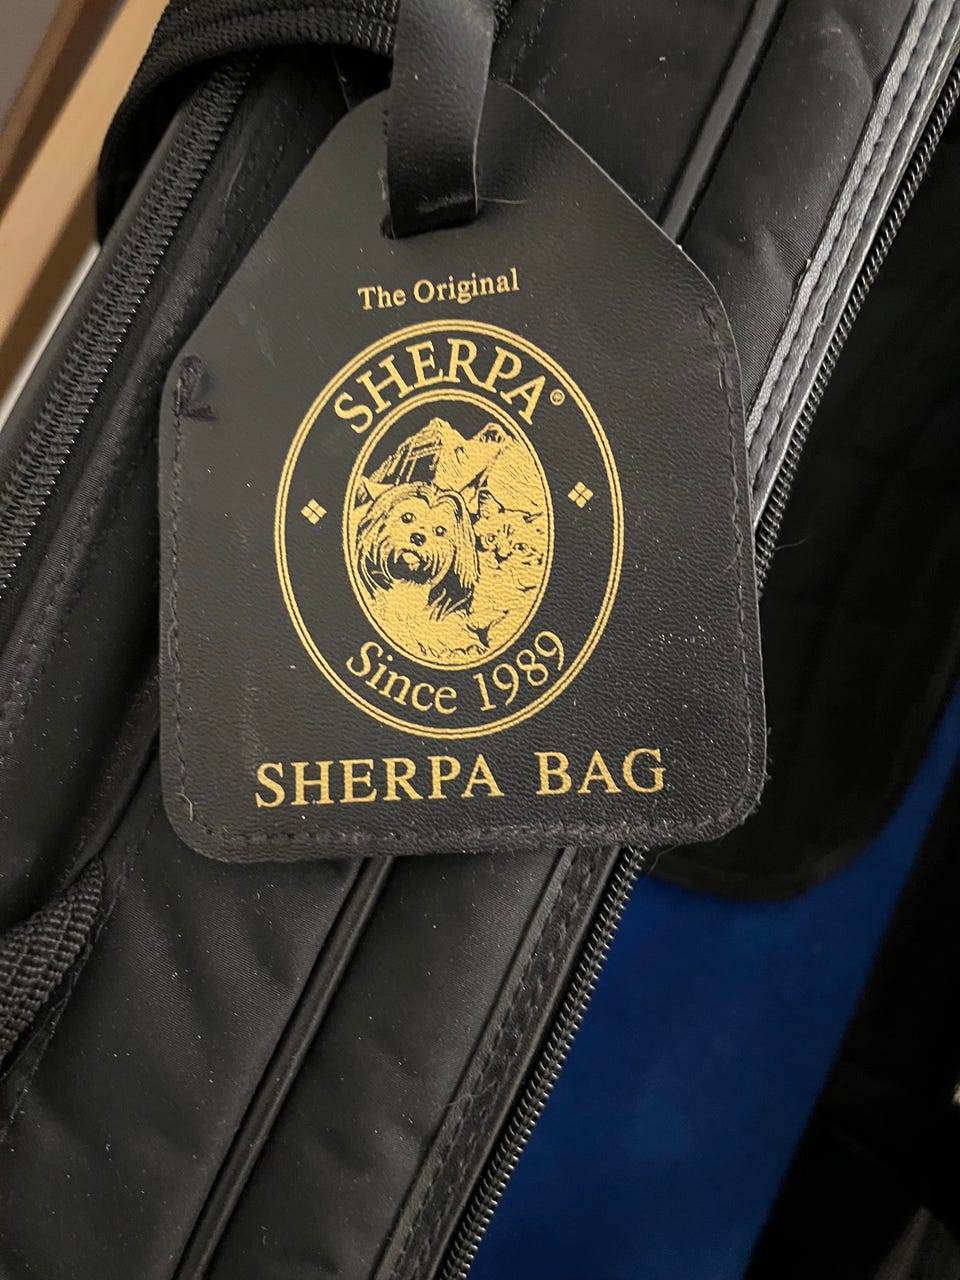 The Original
SHERPA®
Since 1989
SHERPA BAG